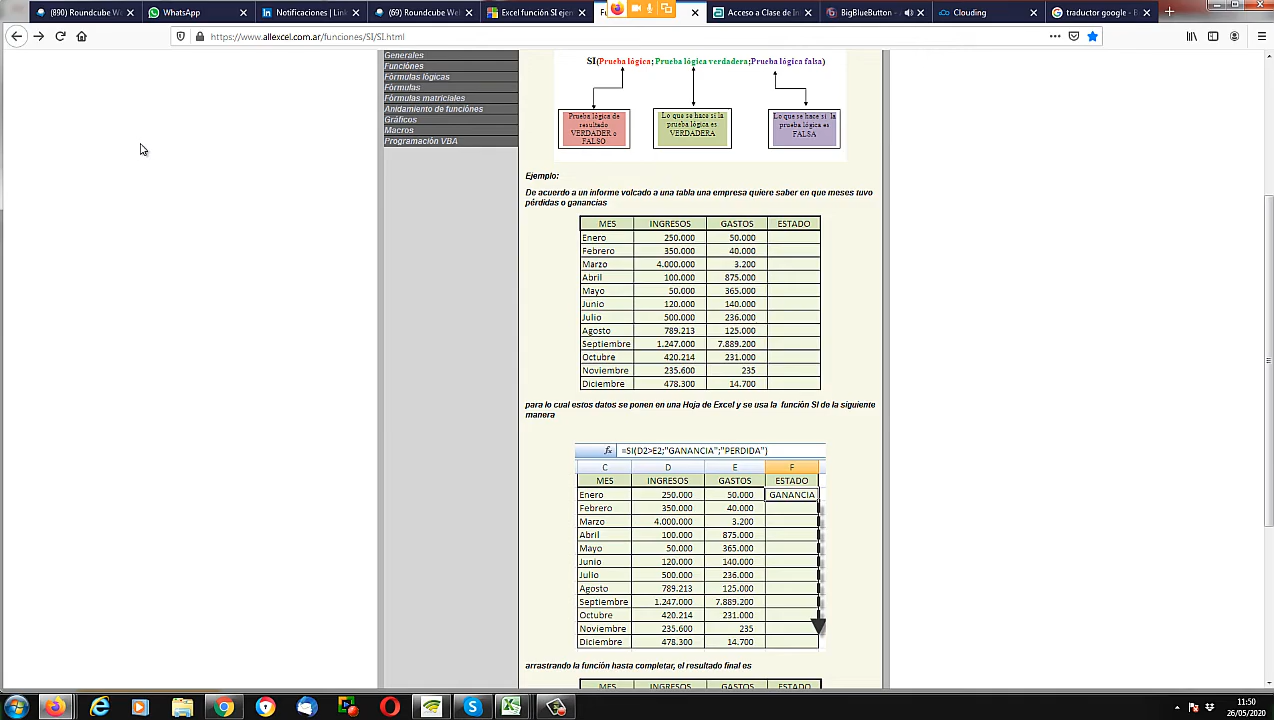 (890) Roundcube Web
WhatsApp
Notificaciones | Link
(69) Roundcube Web
Excel función SI ejen
Acceso a Clase de In
BigBlueButton -
Clouding
traductor google - B
https://www.allexcel.com.ar/funciones/SI/SI.html
Generales
Funciónes
Fórmulas lógicas
Fórmulas
Fórmulas matriciales
Anidamiento de funciónes
Gráficos
Macros
Programación VBA
SI(Prueba lógica; Prueba lógica verdadera;Prueba lógica falsa)
Prueba lógica de
resultado
VERDADER o
FALSO
Lo que se hace si la
prueba lógica es
VERDADERA
Lo que se hace si la
prueba lógica es
FALSA
Ejemplo:
De acuerdo a un informe volcado a una tabla una empresa quiere saber en que meses tuvo
pérdidas o ganancias
MES INGRESOS GASTOS ESTADO
Enero 250.000 50.000
Febrero 350.000 40.000
Marzo 4.000.000 3.200
Abril 100.000 875.000
Mayo 50.000 365.000
Junio 120.000 140.000
Julio 500.000 236.000
Agosto 789.213 125.000
Septiembre 1.247.000 7.889.200
Octubre 420.214 231.000
Noviembre 235.600 235
Diciembre 478.300 14.700
para lo cual estos datos se ponen en una Hoja de Excel y se usa la función SI de la siguiente
manera
fx =SI(D2>E2;"GANANCIA";"PERDIDA")
C D E F
MES INGRESOS GASTOS ESTADO
Enero 250.000 50.000 GANANCIA
Febrero 350.000 40.000
Marzo 4.000.000 3.200
Abril 100.000 875.000
Mayo 50.000 365.000
Junio 120.000 140.000
Julio 500.000 236.000
Agosto 789.213 125.000
Septiembre 1.247.000 7.889.200
Octubre 420.214 231.000
Noviembre 235.600 235
Diciembre 478.300 14.700
arrastrando la función hasta completar, el resultado final es
MES INGRESOS GASTOS ESTADO
11:50
26/05/2020